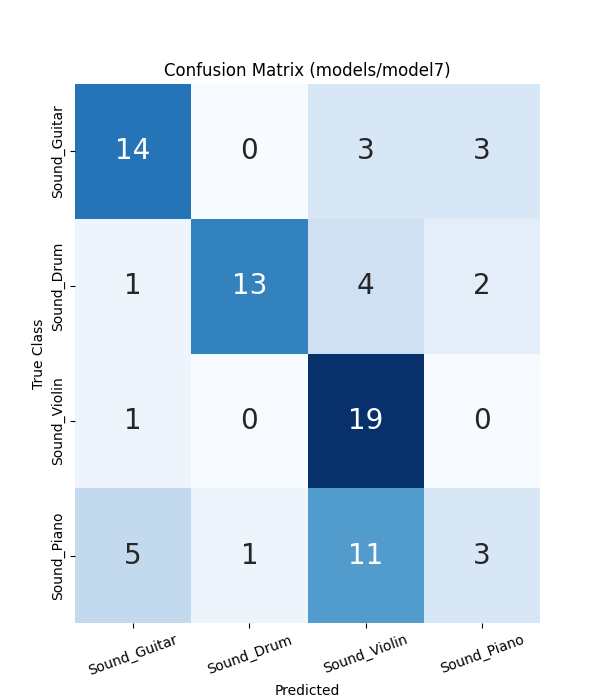 Confusion Matrix (models/model7)
Sound_Guitar
14 0 3 3
Sound_Drum
1 13 4 2
True Class
Sound_Violin
1 0 19 0
Sound_Piano
5 1 11 3
Sound_Guitar Sound_Drum Sound_Violin Sound_Piano
Predicted